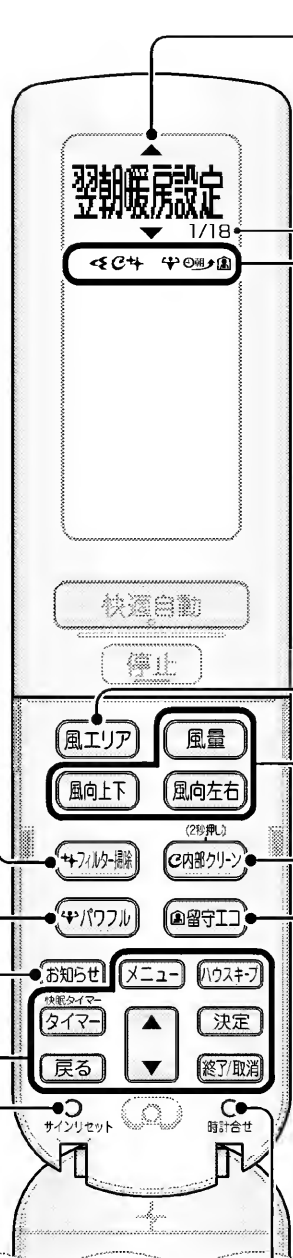 翌朝暖房設定
1/18
快適自動
停止
風エリア 風量
風向上下 風向左右
(2秒押し)
フィルター掃除 内部クリーン
パワフル 留守エコ
お知らせ メニュー ハウスキープ
快眠タイマー
タイマー 決定
戻る 終了/取消
サインリセット 時計合せ